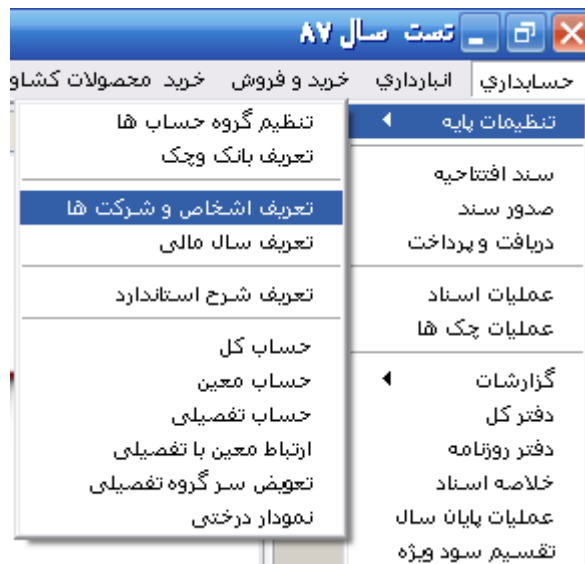 تست سال ۸۷
حسابداري انبارداري خريد و فروش خريد محصولات کشاو
تنظيمات پايه
سند افتتاحيه
صدور سند
دريافت و پرداخت
عمليات اسناد
عمليات چک ها
گزارشات
دفتر کل
دفتر روزنامه
خلاصه اسناد
عمليات پايان سال
تقسيم سود ويژه
تنظيم گروه حساب ها
تعريف بانک وچک
تعريف اشخاص و شرکت ها
تعريف سال مالی
تعريف شرح استاندارد
حساب کل
حساب معين
حساب تفصيلی
ارتباط معين با تفصيلی
تعويض سر گروه تفصيلی
نمودار درختی